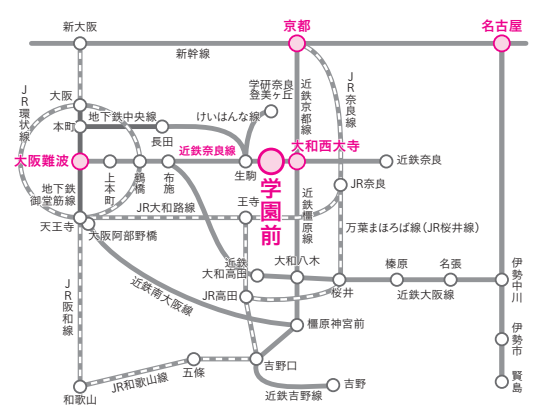 新大阪
京都
名古屋
新幹線
JR環状線
大阪
地下鉄中央線
けいはんな線
学研奈良
登美ヶ丘
近鉄京都線
JR奈良線
本町
長田
近鉄奈良線
大和西大寺
大阪難波
上本町
鶴橋
布施
生駒
学園前
近鉄奈良
地下鉄
御堂筋線
JR大和路線
王寺
近鉄橿原線
JR奈良
天王寺
大阪阿部野橋
万葉まほろば線(JR桜井線)
近鉄
大和高田
大和八木
榛原
名張
伊勢中川
JR阪和線
近鉄南大阪線
JR高田
桜井
近鉄大阪線
橿原神宮前
伊勢市
五條
吉野口
賢島
和歌山
JR和歌山線
近鉄吉野線
吉野